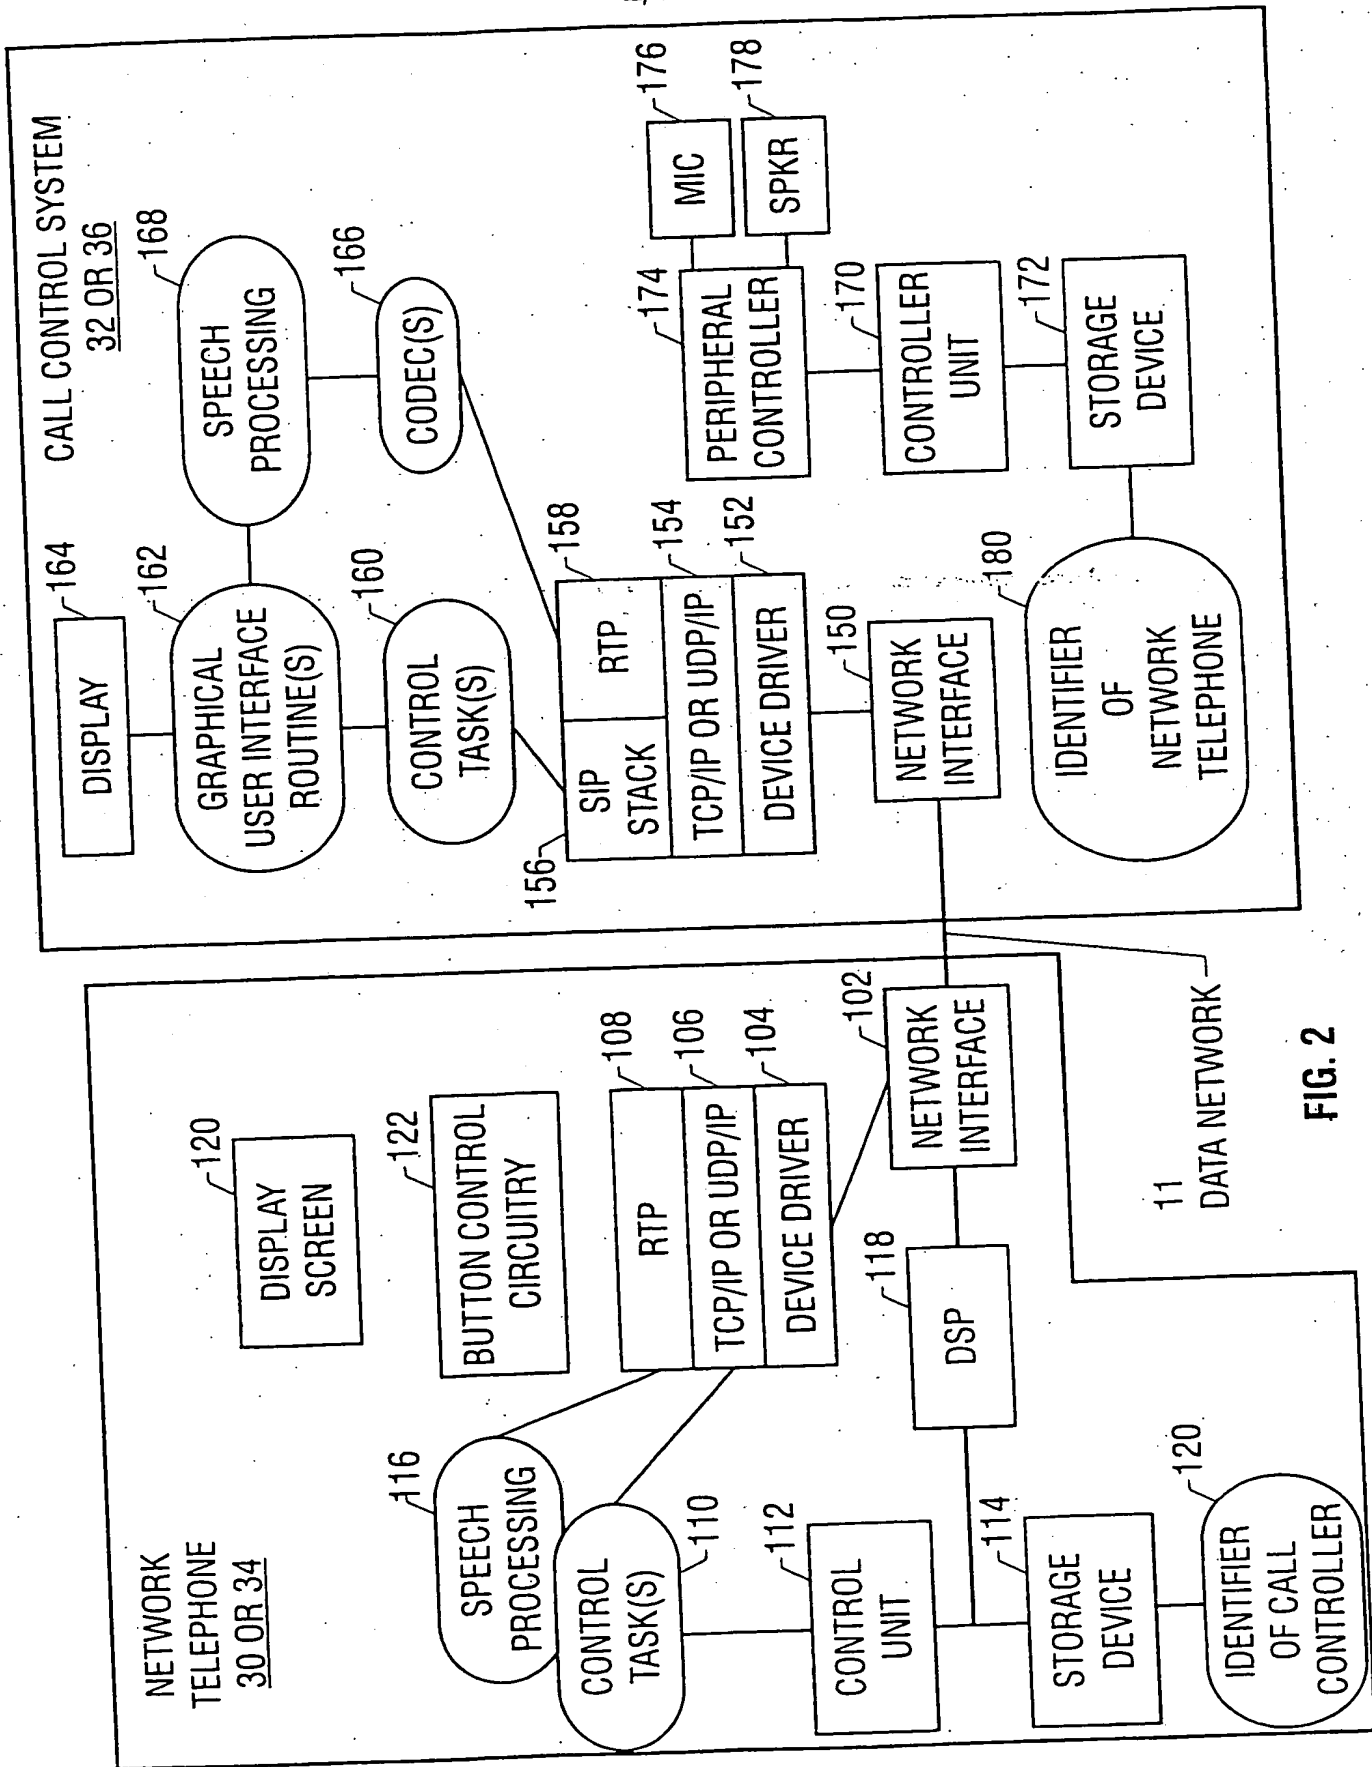 NETWORK
TELEPHONE
30 OR 34
120
DISPLAY
SCREEN
122
BUTTON CONTROL
CIRCUITRY
116
SPEECH
PROCESSING
CONTROL
TASK(S)
110
108
RTP
106
TCP/IP OR UDP/IP
104
DEVICE DRIVER
112
CONTROL
UNIT
118
DSP
102
NETWORK
INTERFACE
114
STORAGE
DEVICE
120
IDENTIFIER
OF CALL
CONTROLLER
11
DATA NETWORK
CALL CONTROL SYSTEM
32 OR 36
164
DISPLAY
162
GRAPHICAL
USER INTERFACE
ROUTINE(S)
168
SPEECH
PROCESSING
160
CONTROL
TASK(S)
166
CODEC(S)
156
SIP
STACK
158
RTP
154
TCP/IP OR UDP/IP
152
DEVICE DRIVER
150
NETWORK
INTERFACE
176
MIC
178
SPKR
174
PERIPHERAL
CONTROLLER
170
CONTROLLER
UNIT
172
STORAGE
DEVICE
180
IDENTIFIER
OF
NETWORK
TELEPHONE
FIG. 2